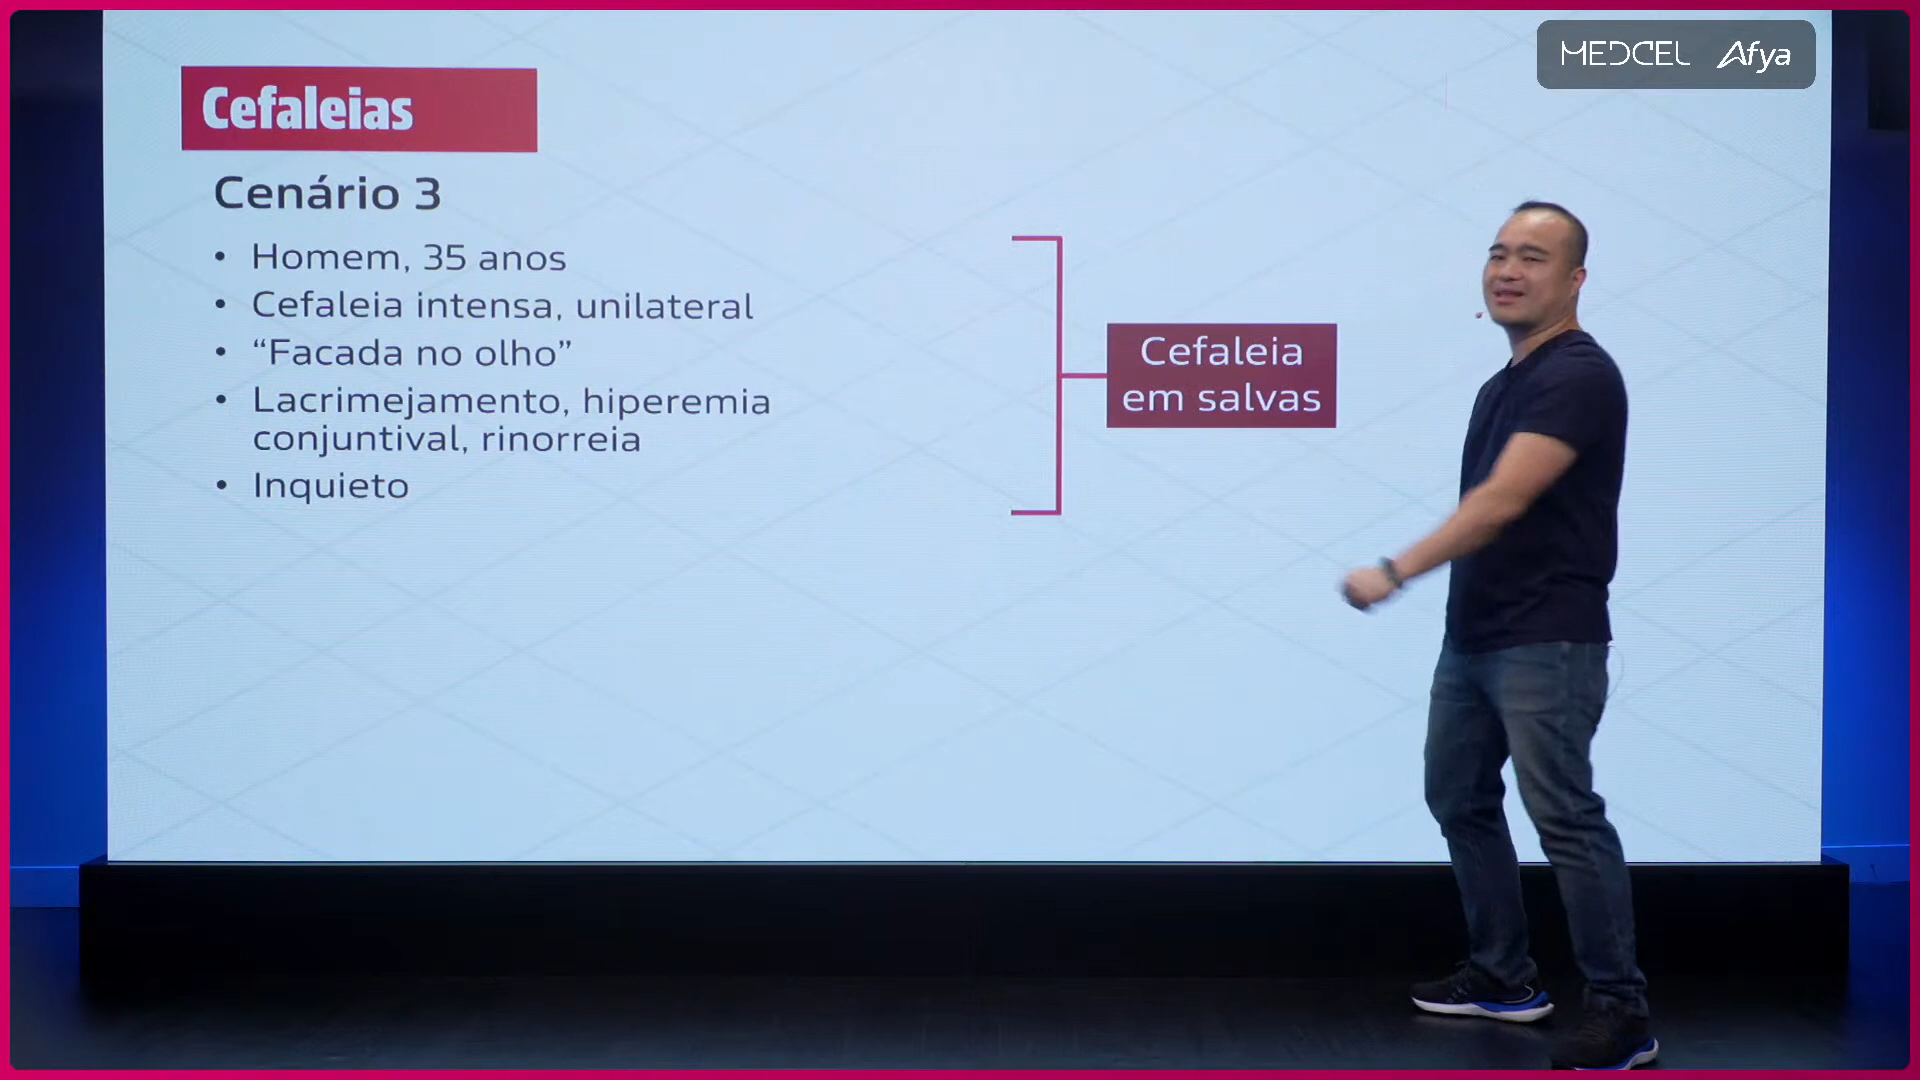 MEDCEL Afya
Cefaleias
Cenário 3
• Homem, 35 anos
• Cefaleia intensa, unilateral
• “Facada no olho”
• Lacrimejamento, hiperemia
conjuntival, rinorreia
• Inquieto
Cefaleia
em salvas